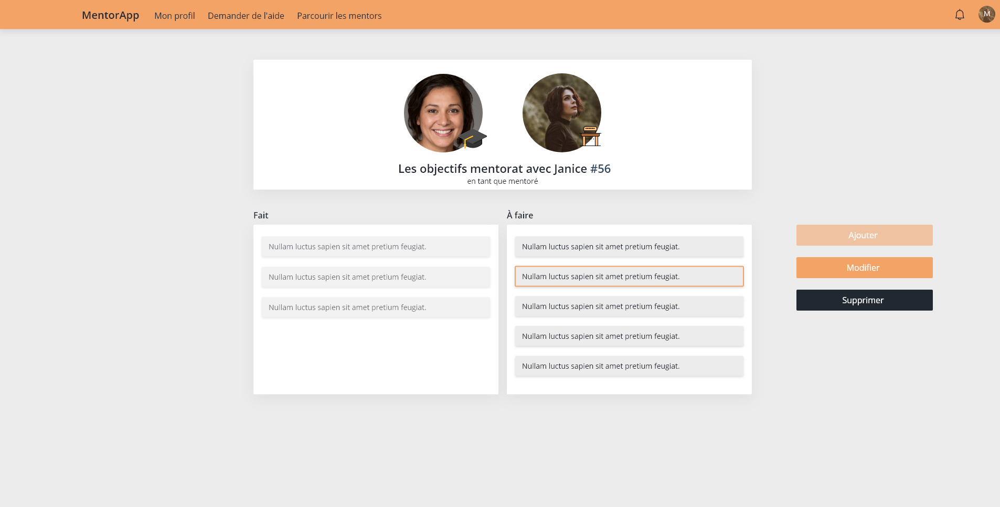 MentorApp Mon profil Demander de l'aide Parcourir les mentors M
Les objectifs mentorat avec Janice #56
en tant que mentoré
Fait
Nullam luctus sapien sit amet pretium feugiat.
Nullam luctus sapien sit amet pretium feugiat.
Nullam luctus sapien sit amet pretium feugiat.
À faire
Nullam luctus sapien sit amet pretium feugiat.
Nullam luctus sapien sit amet pretium feugiat.
Nullam luctus sapien sit amet pretium feugiat.
Nullam luctus sapien sit amet pretium feugiat.
Nullam luctus sapien sit amet pretium feugiat.
Ajouter
Modifier
Supprimer